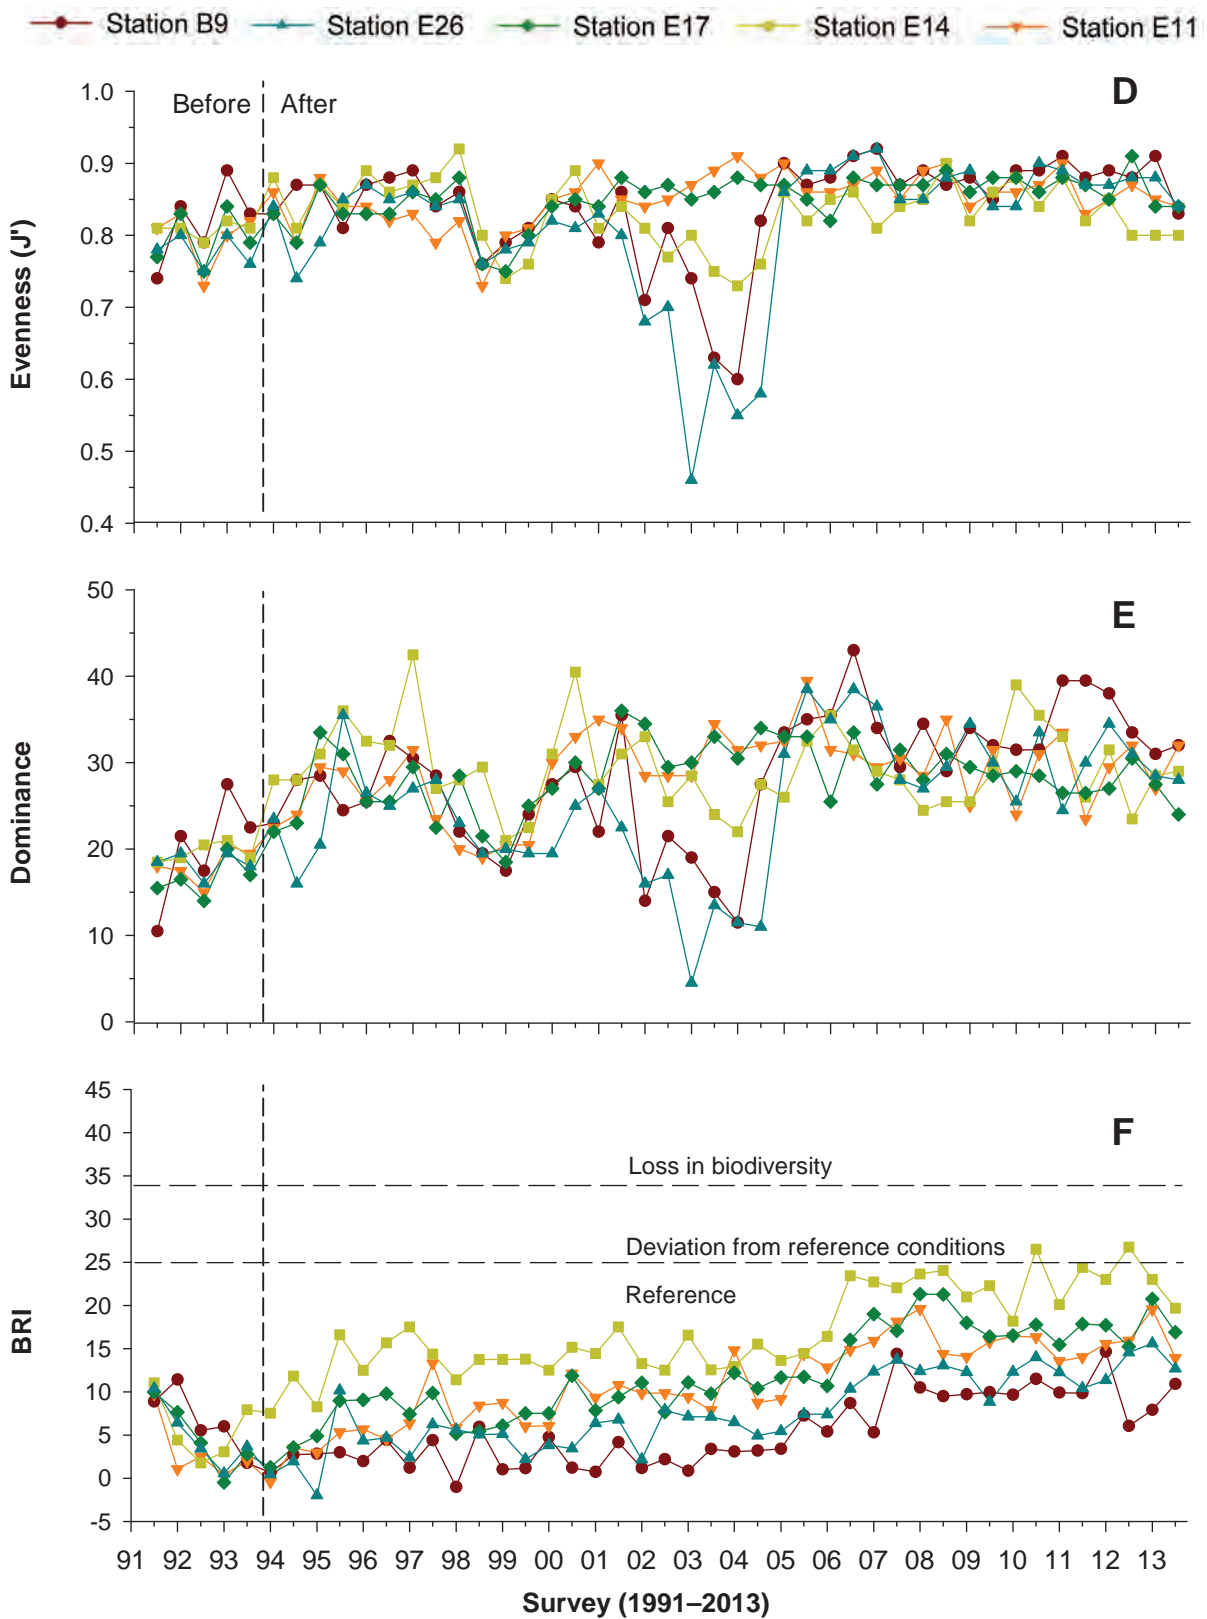 Station B9 Station E26 Station E17 Station E14 Station E11
D
Before After
1.0
0.9
0.8
0.7
0.6
0.5
0.4
Evenness (J')
E
50
40
30
20
10
0
Dominance
F
45
40
35
30
25
20
15
10
5
0
-5
BRI
Loss in biodiversity
Deviation from reference conditions
Reference
91 92 93 94 95 96 97 98 99 00 01 02 03 04 05 06 07 08 09 10 11 12 13
Survey (1991–2013)